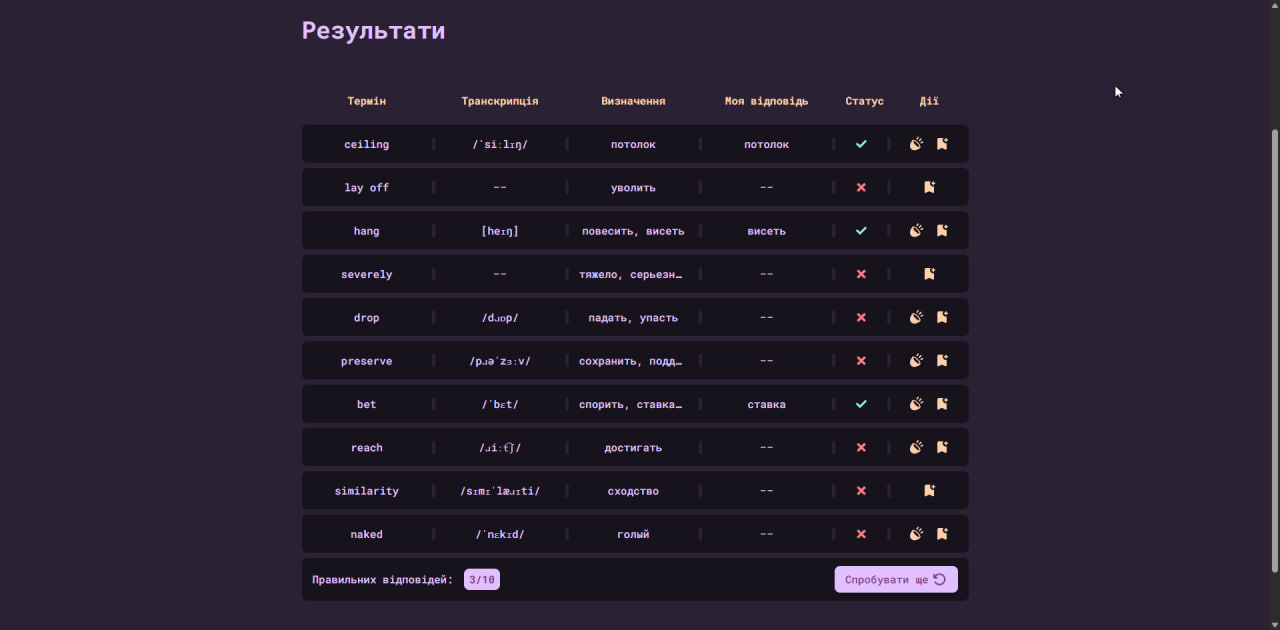 Результати
Термін Транскрипція Визначення Моя відповідь Статус Дії
ceiling /ˈsiːlɪŋ/ потолок потолок
lay off -- уволить --
hang [heɪŋ] повесить, висеть висеть
severely -- тяжело, серьезн… --
drop /dɹɒp/ падать, упасть --
preserve /pɹəˈzɜːv/ сохранить, подд… --
bet /ˈbɛt/ спорить, ставка… ставка
reach /ɹiːt͡ʃ/ достигать --
similarity /sɪmɪˈlæɹɪti/ сходство --
naked /ˈnɛkɪd/ голый --
Правильних відповідей: 3/10 Спробувати ще